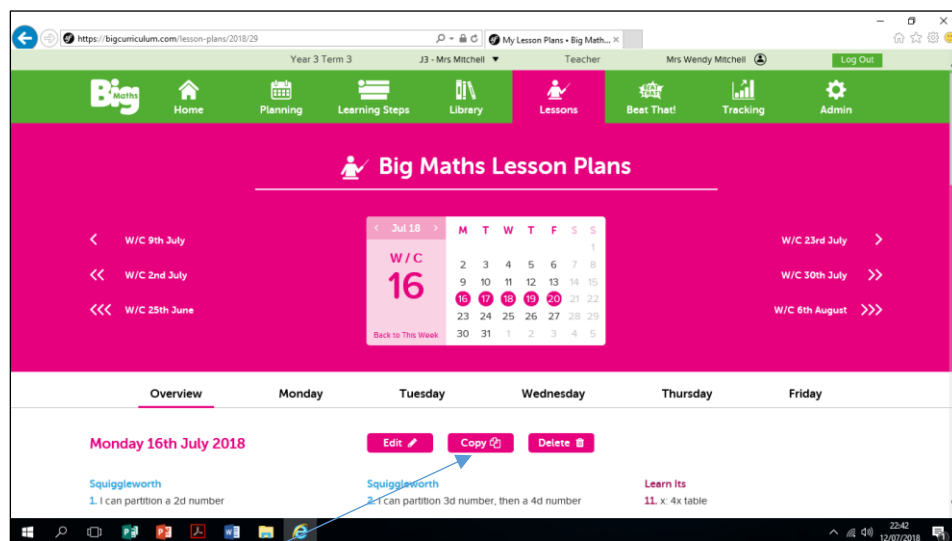 https://bigcurriculum.com/lesson-plans/2018/29
My Lesson Plans • Big Math...
Year 3 Term 3 J3 - Mrs Mitchell ▼ Teacher Mrs Wendy Mitchell Log Out
Big Maths Home Planning Learning Steps Library Lessons BEAT THAT! Beat That! Tracking Admin
Big Maths Lesson Plans
< Jul 18 > M T W T F S S
1
W/C 9th July W/C 23rd July
W/C 2 3 4 5 6 7 8
W/C 2nd July 16 9 10 11 12 13 14 15 W/C 30th July
16 17 18 19 20 21 22
W/C 25th June 23 24 25 26 27 28 29 W/C 6th August
Back to This Week 30 31 1 2 3 4 5
Overview Monday Tuesday Wednesday Thursday Friday
Monday 16th July 2018 Edit Copy Delete
Squiggleworth Squiggleworth Learn Its
1. I can partition a 2d number 2. I can partition 3d number, then a 4d number 11. x: 4x table
22:42
12/07/2018